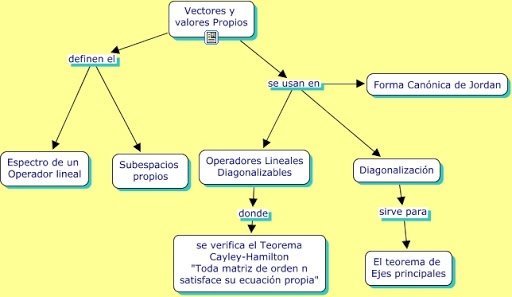 Vectores y
valores Propios
definen el
se usan en
Forma Canónica de Jordan
Espectro de un
Operador lineal
Subespacios
propios
Operadores Lineales
Diagonalizables
Diagonalización
donde
sirve para
se verifica el Teorema
Cayley-Hamilton
"Toda matriz de orden n
satisface su ecuación propia"
El teorema de
Ejes principales